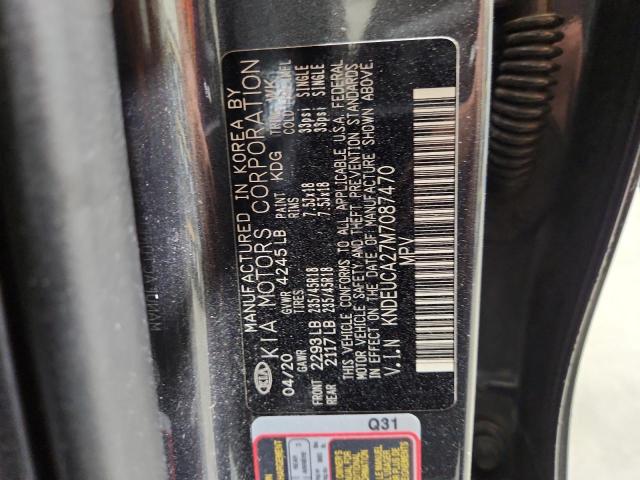 MANUFACTURED IN KOREA BY
KIA MOTORS CORPORATION
KIA
04/20 GVWR 4245LB PAINT KDG TRIM WK
GAWR TIRES RIMS COLD
FRONT 2293LB 235/45R18 7.5Jx18 33psi SINGLE
REAR 2117LB 235/45R18 7.5Jx18 33psi SINGLE
THIS VEHICLE CONFORMS TO ALL APPLICABLE U.S.A. FEDERAL
MOTOR VEHICLE SAFETY AND THEFT PREVENTION STANDARDS
IN EFFECT ON THE DATE OF MANUFACTURE SHOWN ABOVE.
V.I.N KNDEUCA27M7087470
MPV
Q31